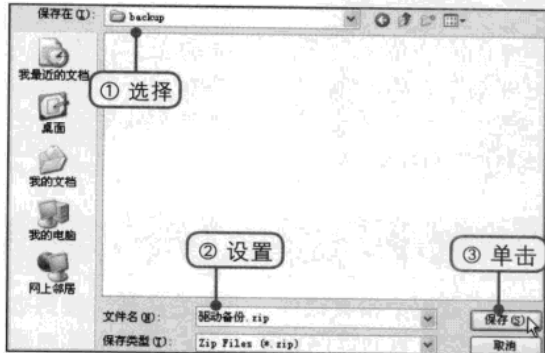 保存在(I): backup
我最近的文档
① 选择
桌面
我的文档
我的电脑
② 设置
③ 单击
网上邻居
文件名(N): 驱动备份.zip 保存(S)
保存类型(T): Zip Files (*.zip) 取消